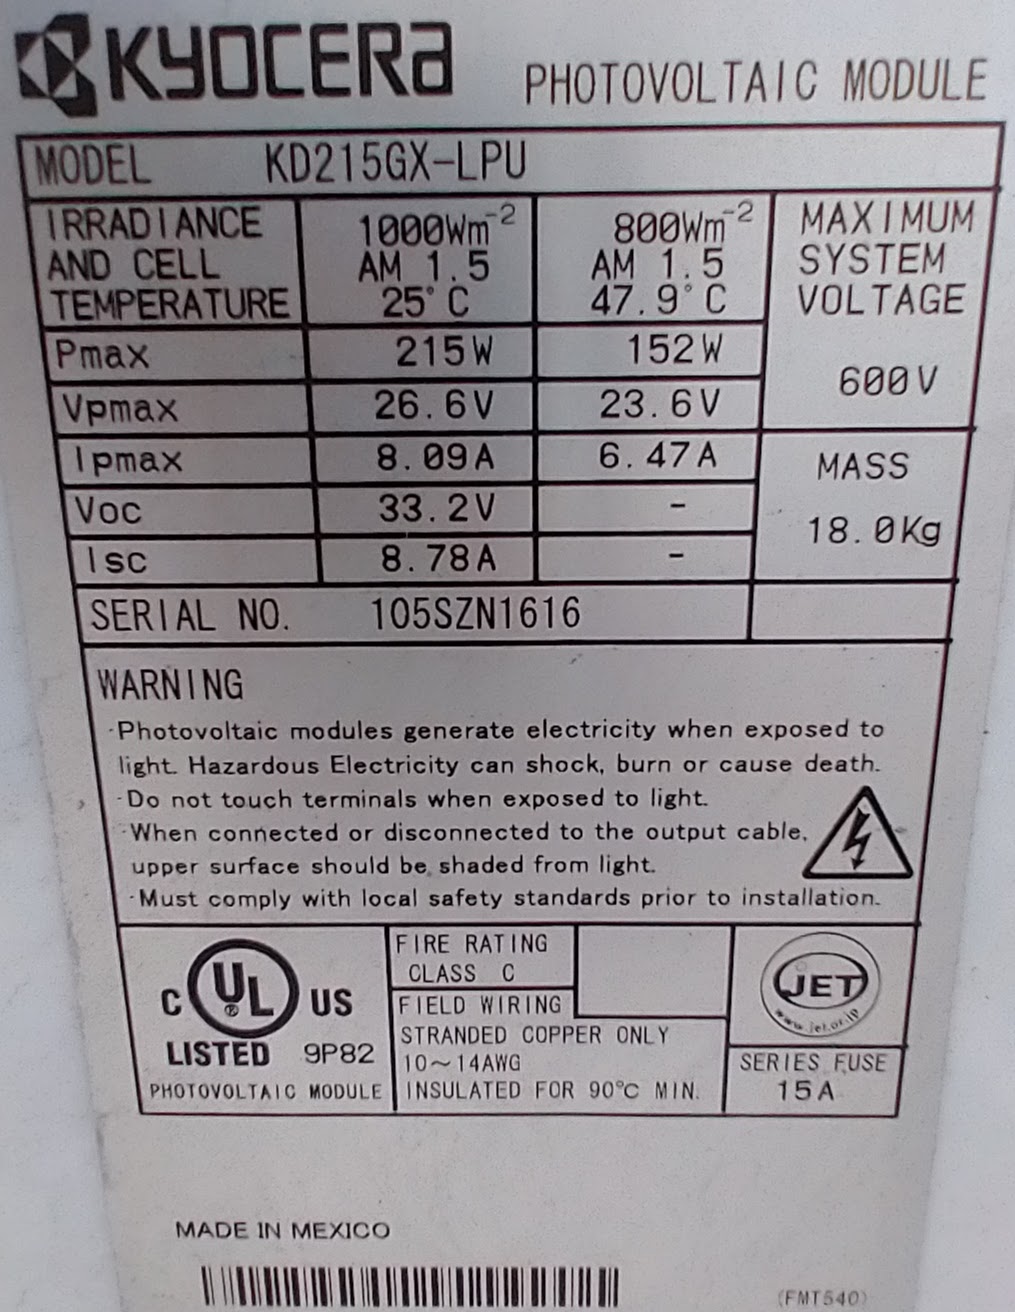 KYOCERA PHOTOVOLTAIC MODULE
MODEL KD215GX-LPU
IRRADIANCE AND CELL TEMPERATURE 1000Wm⁻² AM 1.5 25°C 800Wm⁻² AM 1.5 47.9°C
MAXIMUM SYSTEM VOLTAGE
600V
Pmax 215W 152W
Vpmax 26.6V 23.6V
Ipmax 8.09A 6.47A
Voc 33.2V -
Isc 8.78A -
MASS
18.0Kg
SERIAL NO. 105SZN1616
WARNING
·Photovoltaic modules generate electricity when exposed to
light. Hazardous Electricity can shock, burn or cause death.
·Do not touch terminals when exposed to light.
·When connected or disconnected to the output cable,
upper surface should be shaded from light.
·Must comply with local safety standards prior to installation.
C UL® US
LISTED 9P82
PHOTOVOLTAIC MODULE
FIRE RATING
CLASS C
FIELD WIRING
STRANDED COPPER ONLY
10~14AWG
INSULATED FOR 90℃ MIN.
JET
www.jet.or.jp
SERIES FUSE
15A
MADE IN MEXICO
(FMT540)